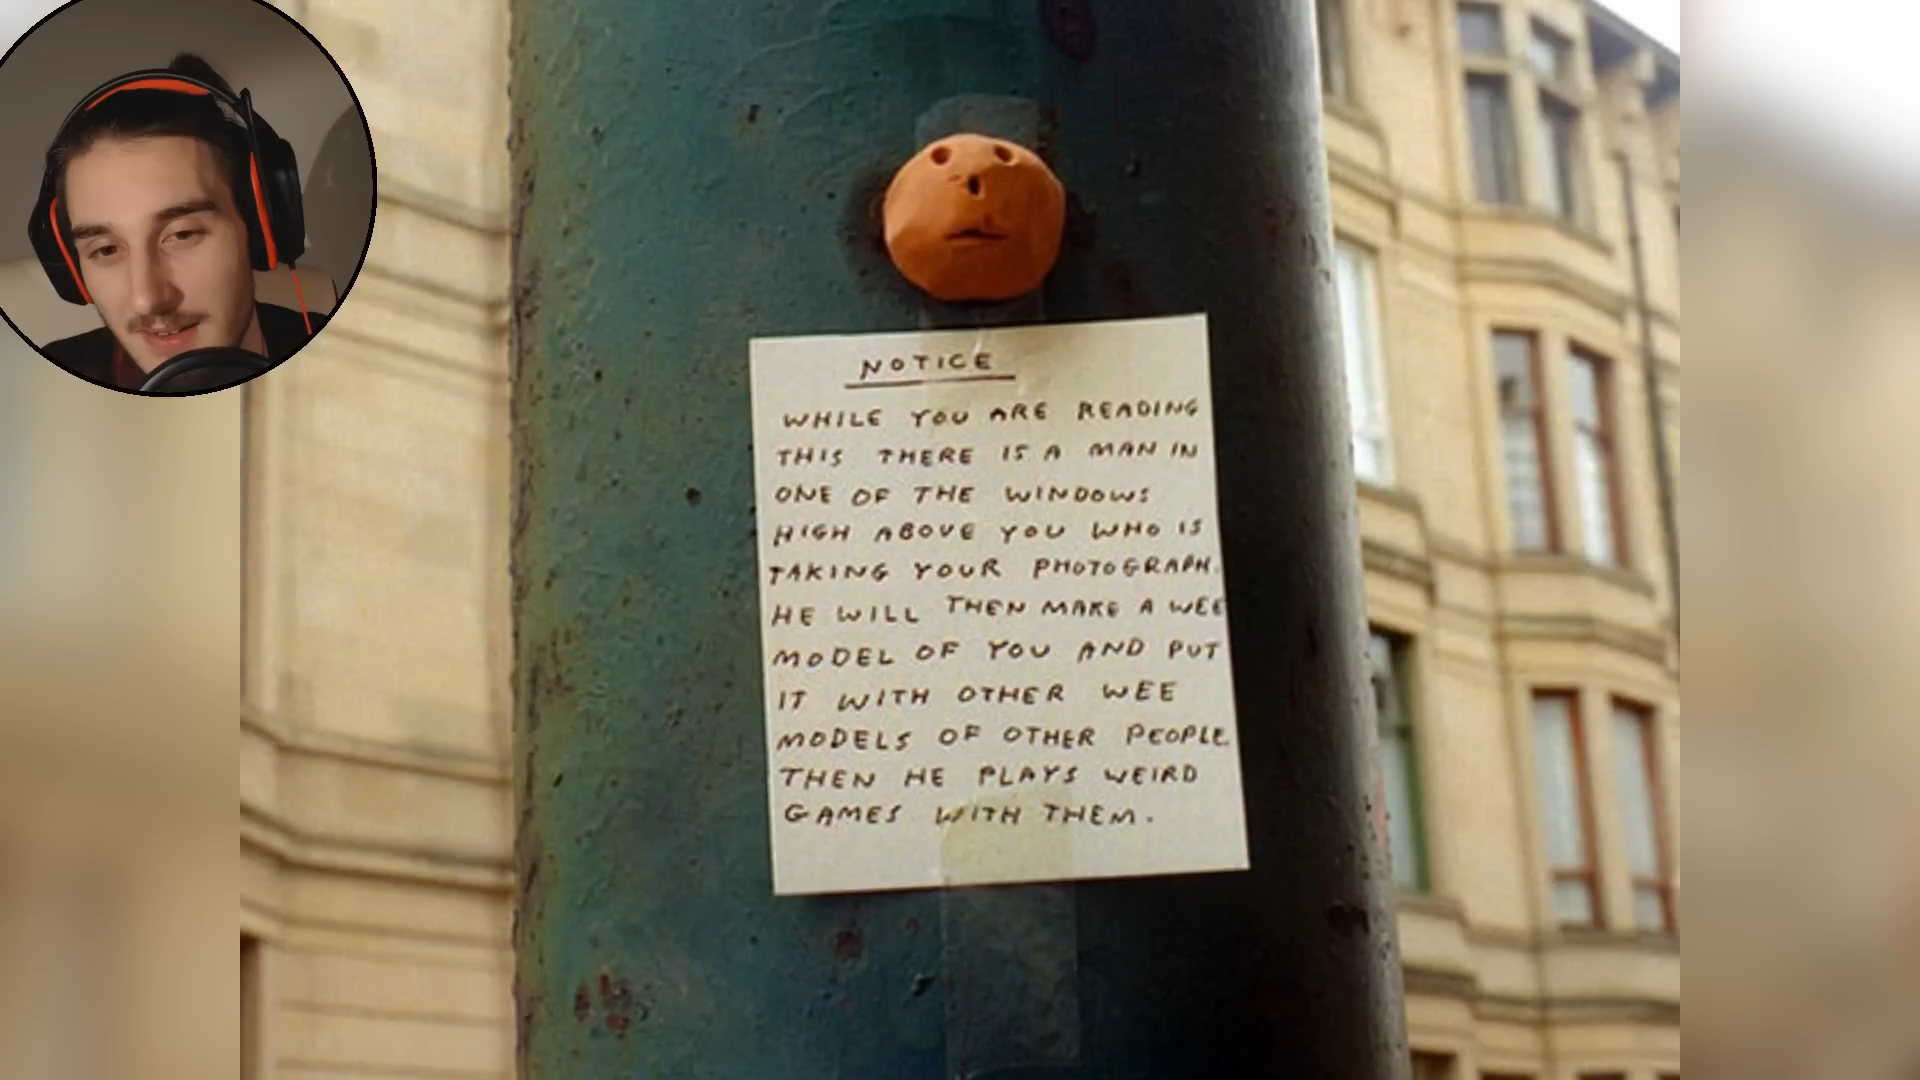 NOTICE
WHILE YOU ARE READING
THIS THERE IS A MAN IN
ONE OF THE WINDOWS
HIGH ABOVE YOU WHO IS
TAKING YOUR PHOTOGRAPH.
HE WILL THEN MAKE A WEE
MODEL OF YOU AND PUT
IT WITH OTHER WEE
MODELS OF OTHER PEOPLE
THEN HE PLAYS WEIRD
GAMES WITH THEM.